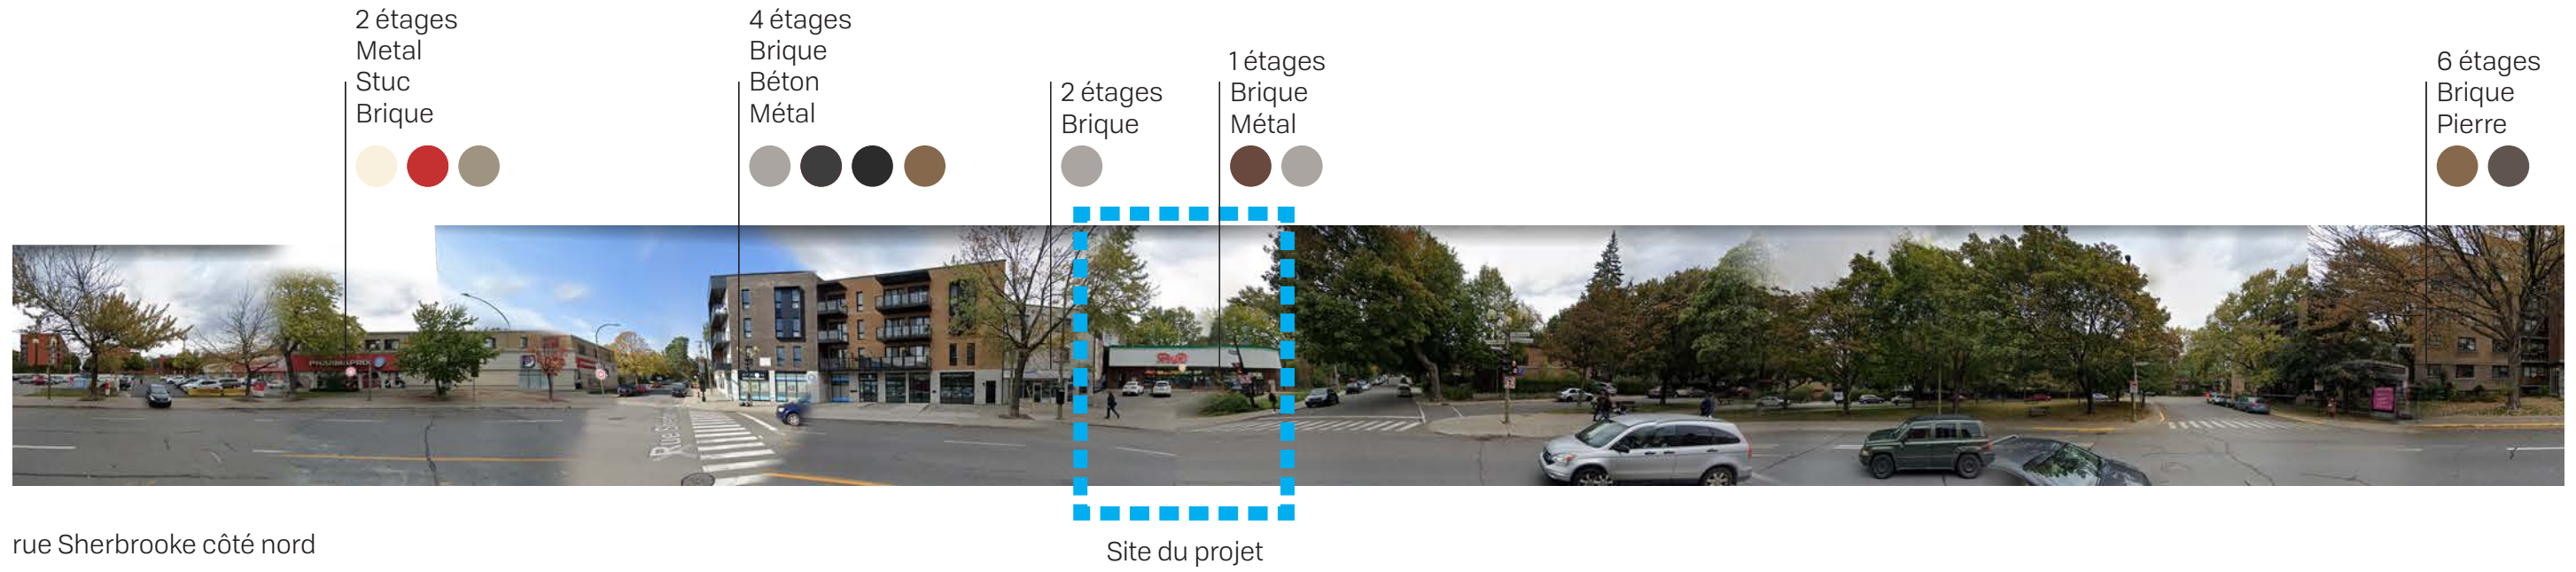 2 étages
Metal
Stuc
Brique
4 étages
Brique
Béton
Métal
2 étages
Brique
1 étages
Brique
Métal
6 étages
Brique
Pierre
PHARMAPRIX
rue Sherbrooke côté nord
Site du projet